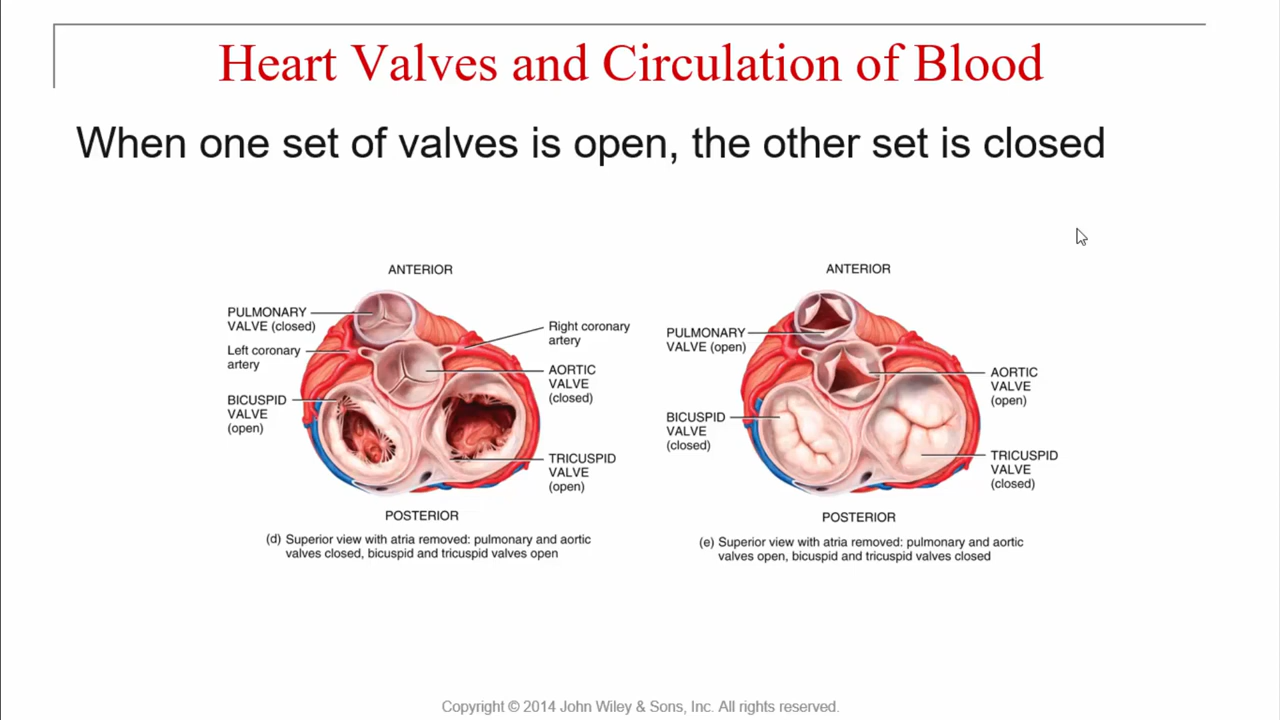 Heart Valves and Circulation of Blood
When one set of valves is open, the other set is closed
ANTERIOR
PULMONARY
VALVE (closed)
Left coronary
artery
BICUSPID
VALVE
(open)
Right coronary
artery
AORTIC
VALVE
(closed)
TRICUSPID
VALVE
(open)
POSTERIOR
(d) Superior view with atria removed: pulmonary and aortic
valves closed, bicuspid and tricuspid valves open
ANTERIOR
PULMONARY
VALVE (open)
BICUSPID
VALVE
(closed)
AORTIC
VALVE
(open)
TRICUSPID
VALVE
(closed)
POSTERIOR
(e) Superior view with atria removed: pulmonary and aortic
valves open, bicuspid and tricuspid valves closed
Copyright © 2014 John Wiley & Sons, Inc. All rights reserved.